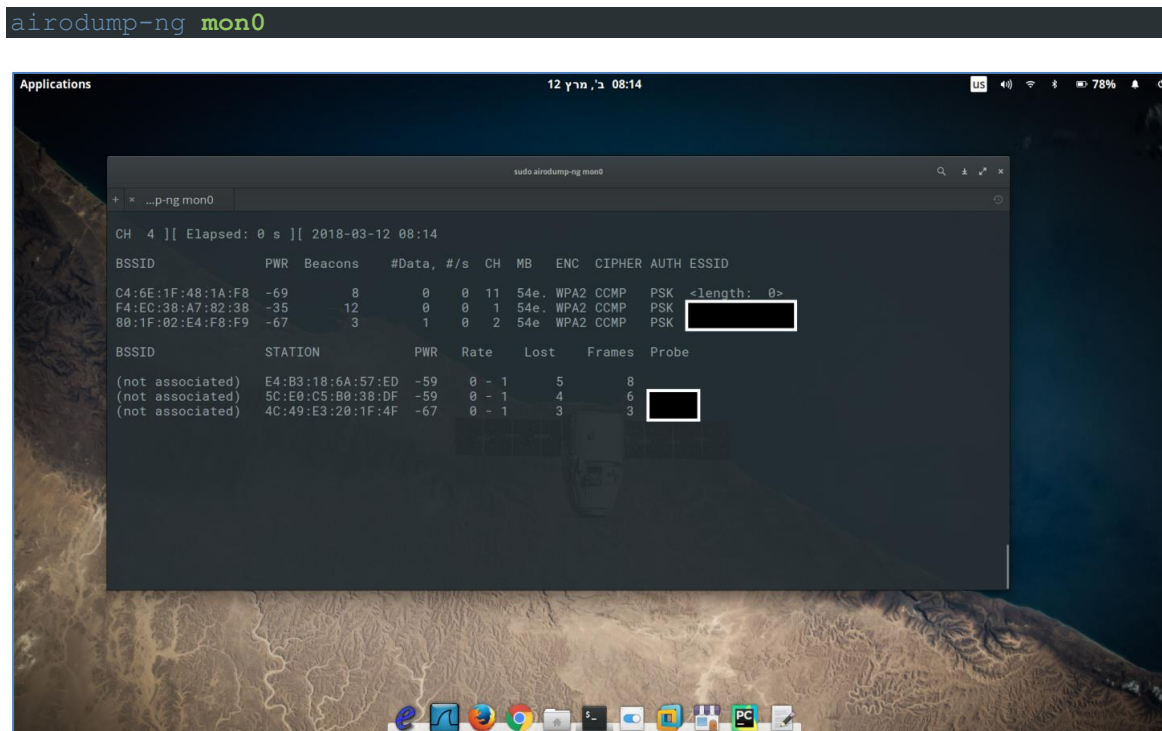 airodump-ng mon0
Applications 08:14 ב', מרץ 12 us 78%
sudo airodump-ng mon0
+ × ...p-ng mon0
CH 4 ][ Elapsed: 0 s ][ 2018-03-12 08:14
BSSID PWR Beacons #Data, #/s CH MB ENC CIPHER AUTH ESSID
C4:6E:1F:48:1A:F8 -69 8 0 0 11 54e. WPA2 CCMP PSK <length: 0>
F4:EC:38:A7:82:38 -35 12 0 0 1 54e. WPA2 CCMP PSK
80:1F:02:E4:F8:F9 -67 3 1 0 2 54e WPA2 CCMP PSK
BSSID STATION PWR Rate Lost Frames Probe
(not associated) E4:B3:18:6A:57:ED -59 0 - 1 5 8
(not associated) 5C:E0:C5:B0:38:DF -59 0 - 1 4 6
(not associated) 4C:49:E3:20:1F:4F -67 0 - 1 3 3
PC